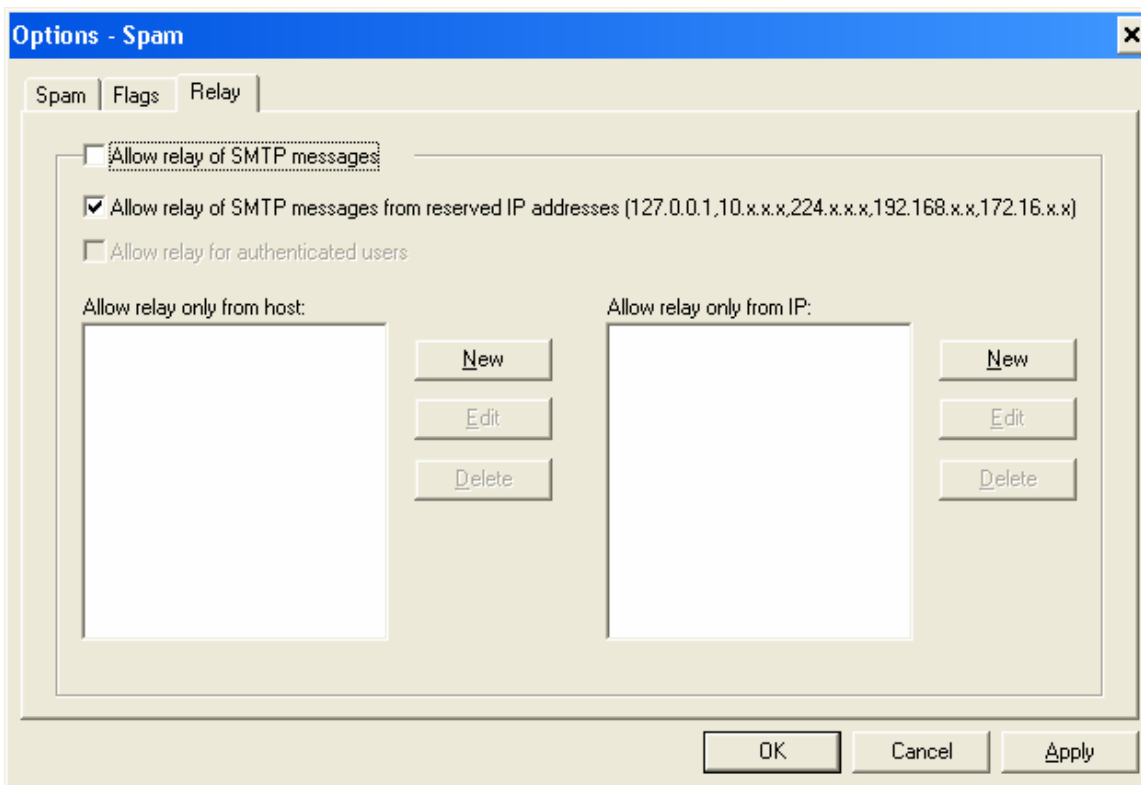 Options - Spam
Spam Flags Relay
Allow relay of SMTP messages
Allow relay of SMTP messages from reserved IP addresses (127.0.0.1,10.x.x.x,224.x.x.x,192.168.x.x,172.16.x.x)
Allow relay for authenticated users
Allow relay only from host: Allow relay only from IP:
New New
Edit Edit
Delete Delete
OK Cancel Apply